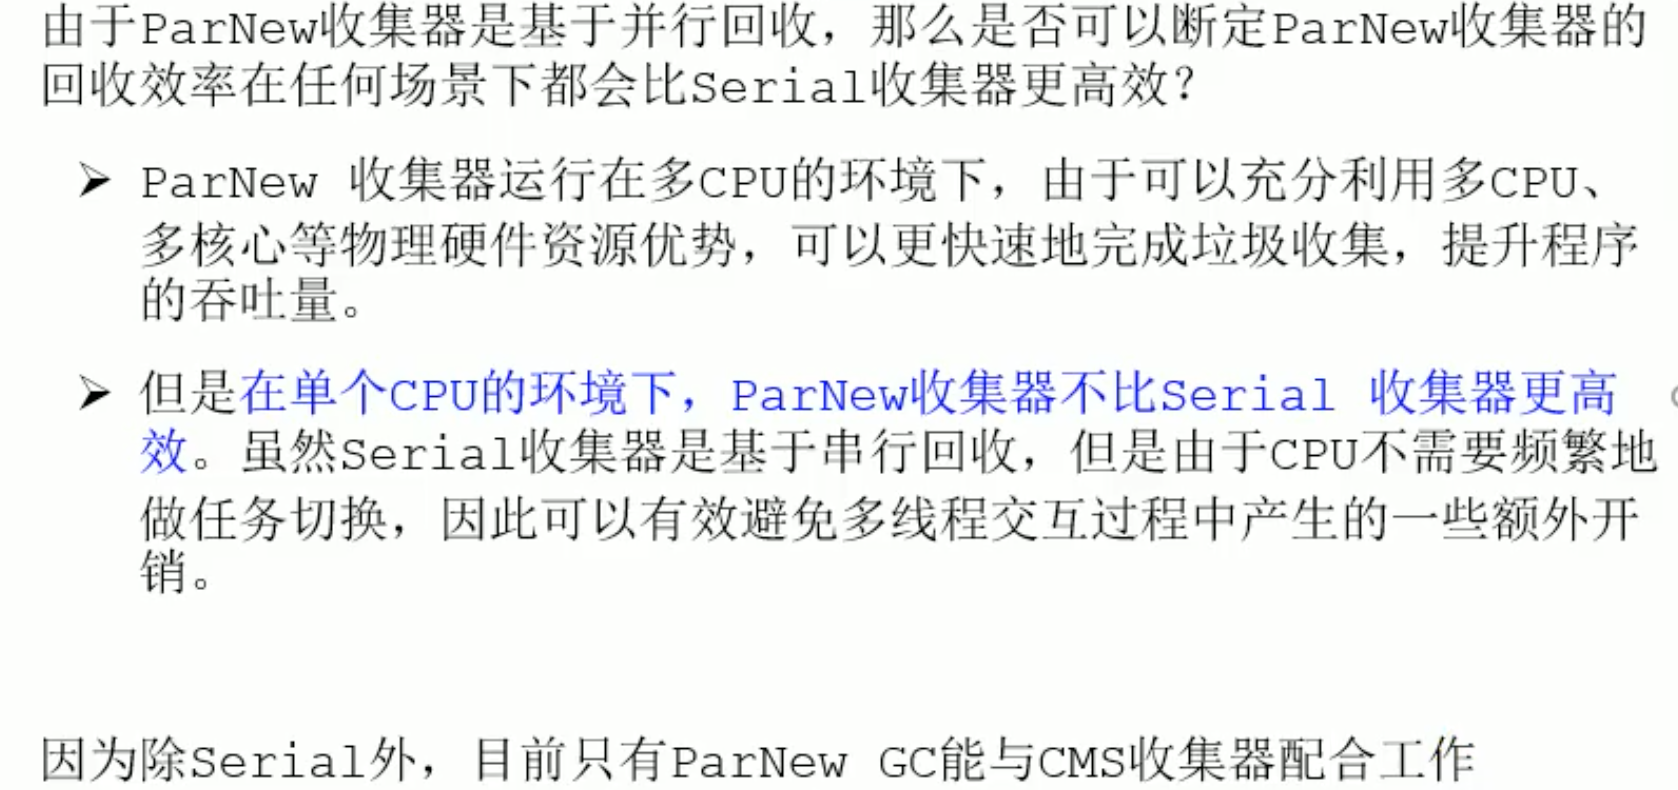 由于ParNew收集器是基于并行回收，那么是否可以断定ParNew收集器的
回收效率在任何场景下都会比Serial收集器更高效？
➢ ParNew 收集器运行在多CPU的环境下，由于可以充分利用多CPU、
多核心等物理硬件资源优势，可以更快速地完成垃圾收集，提升程序
的吞吐量。
➢ 但是在单个CPU的环境下，ParNew收集器不比Serial 收集器更高
效。虽然Serial收集器是基于串行回收，但是由于CPU不需要频繁地
做任务切换，因此可以有效避免多线程交互过程中产生的一些额外开
销。
因为除Serial外，目前只有ParNew GC能与CMS收集器配合工作